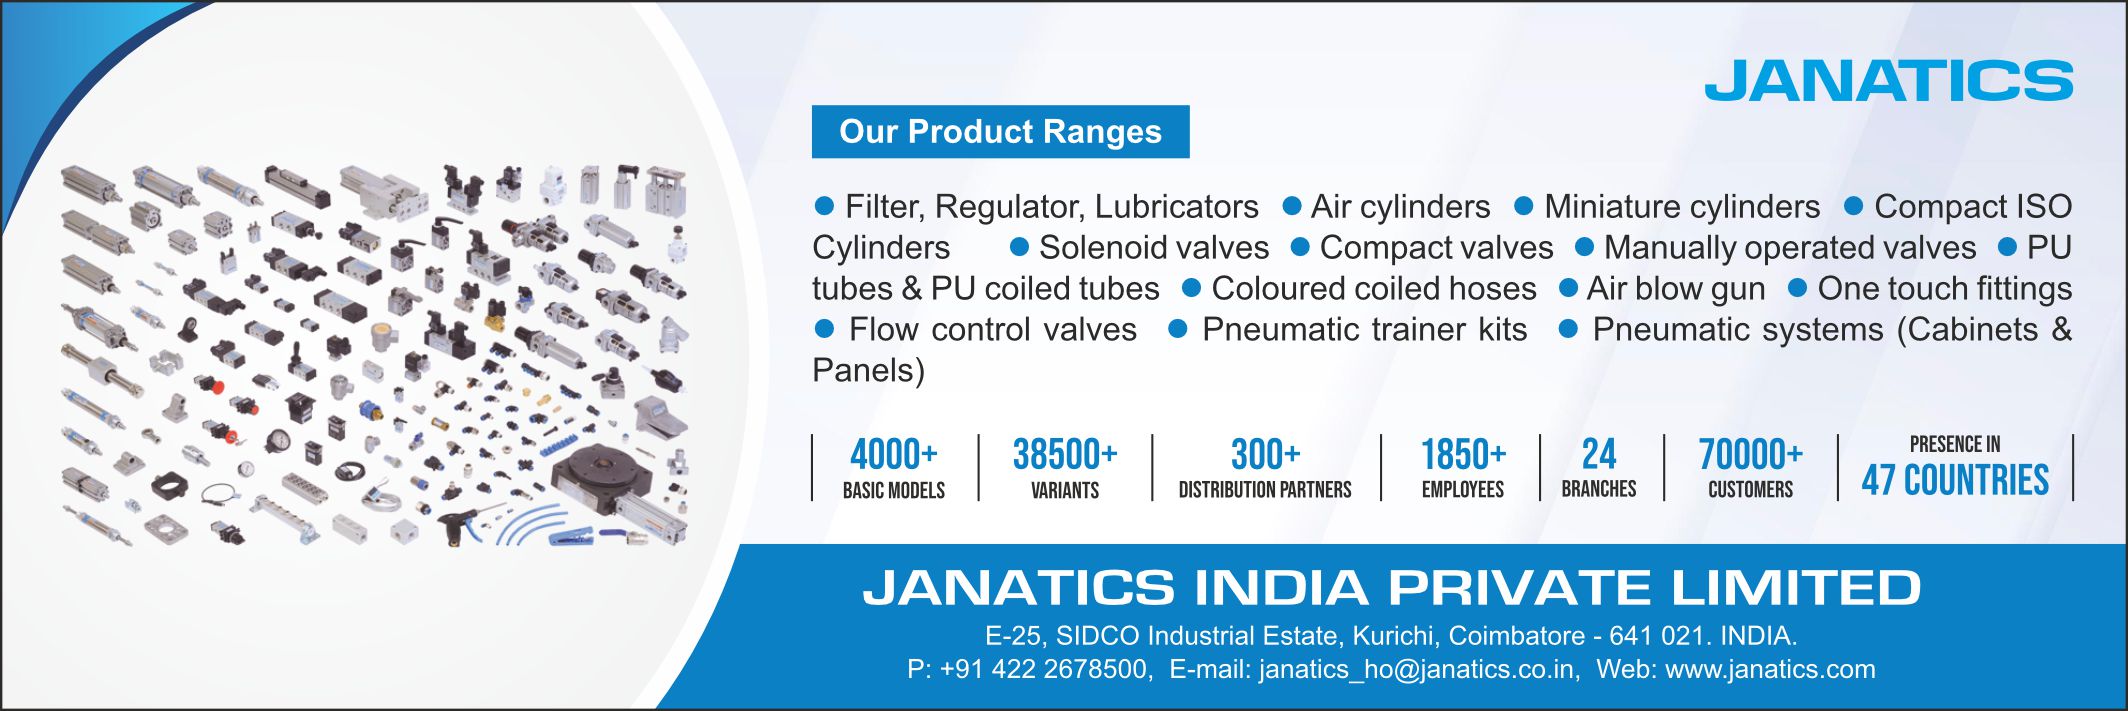 JANATICS
Our Product Ranges
● Filter, Regulator, Lubricators ● Air cylinders ● Miniature cylinders ● Compact ISO
Cylinders ● Solenoid valves ● Compact valves ● Manually operated valves ● PU
tubes & PU coiled tubes ● Coloured coiled hoses ● Air blow gun ● One touch fittings
● Flow control valves ● Pneumatic trainer kits ● Pneumatic systems (Cabinets &
Panels)
4000+
BASIC MODELS
38500+
VARIANTS
300+
DISTRIBUTION PARTNERS
1850+
EMPLOYEES
24
BRANCHES
70000+
CUSTOMERS
PRESENCE IN
47 COUNTRIES
JANATICS INDIA PRIVATE LIMITED
E-25, SIDCO Industrial Estate, Kurichi, Coimbatore - 641 021. INDIA.
P: +91 422 2678500, E-mail: janatics_ho@janatics.co.in, Web: www.janatics.com